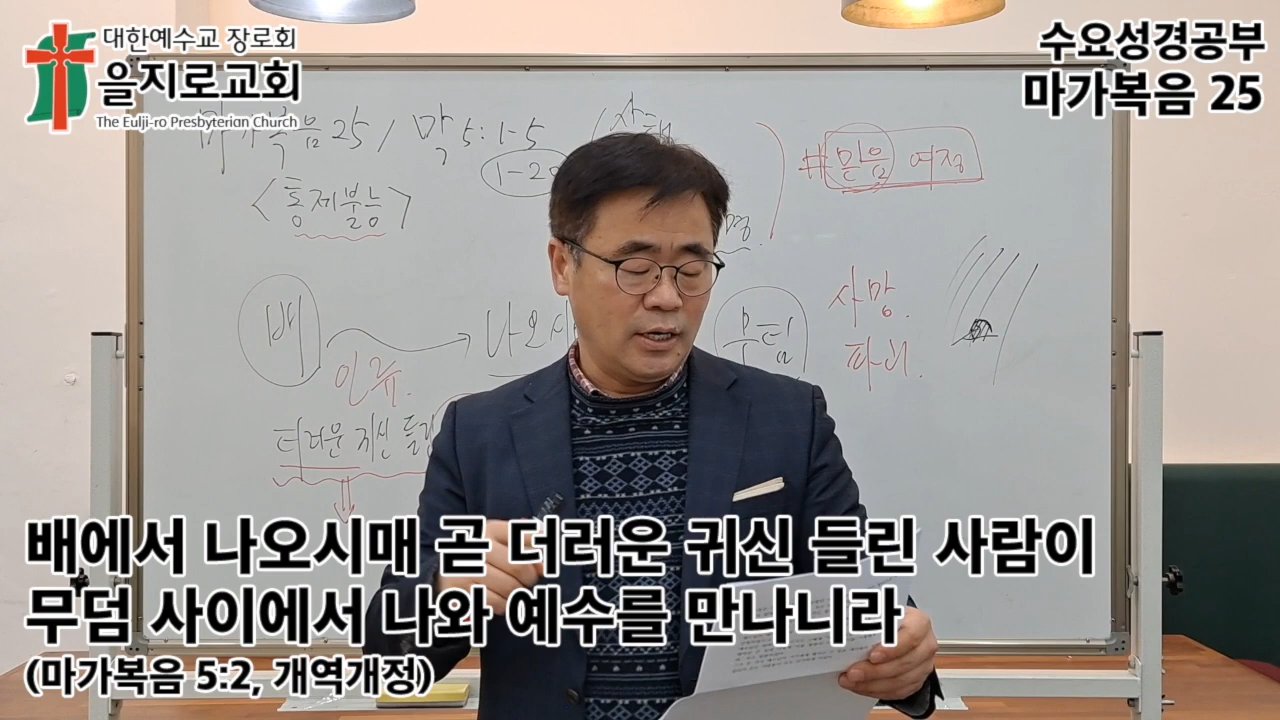 대한예수교 장로회
을지로교회
The Eulji-ro Presbyterian Church
수요성경공부
마가복음 25
마가복음 25 / 막 5:1-5
1-20
<통제불능>
#믿음 여정
배
나오시
인류
무덤
사망.
파괴.
더러운 귀신 들린
배에서 나오시매 곧 더러운 귀신 들린 사람이
무덤 사이에서 나와 예수를 만나니라
(마가복음 5:2, 개역개정)